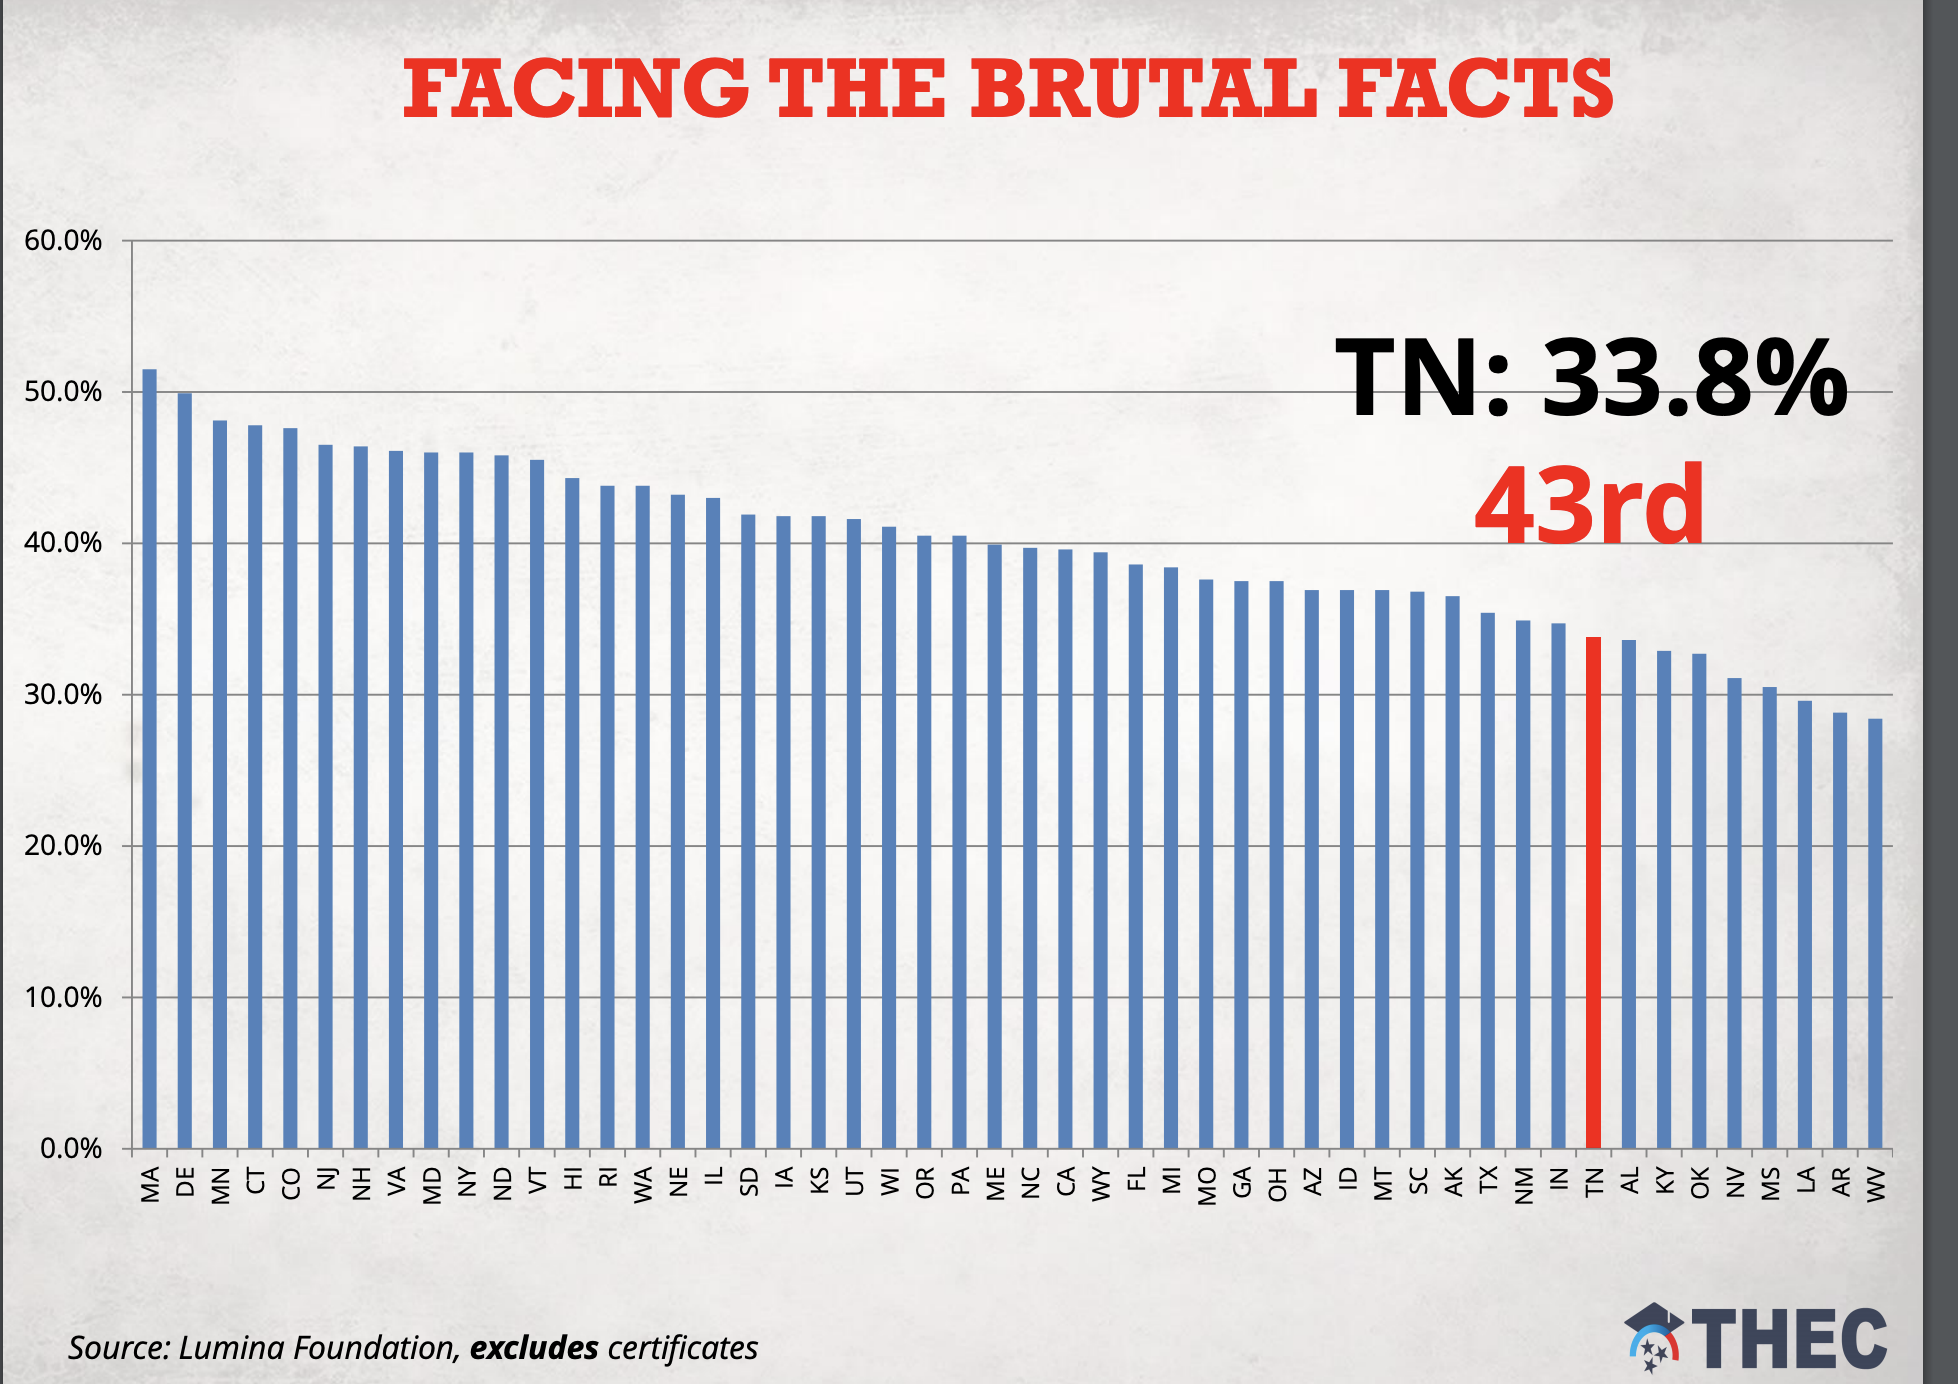 FACING THE BRUTAL FACTS
60.0%
50.0%
40.0%
30.0%
20.0%
10.0%
0.0%
TN: 33.8%
43rd
MA DE MN CT CO NJ NH VA MD NY ND VT HI RI WA NE IL SD IA KS UT WI OR PA ME NC CA WY FL MI MO GA OH AZ ID MT SC AK TX NM IN TN AL KY OK NV MS LA AR WV
Source: Lumina Foundation, excludes certificates
THEC